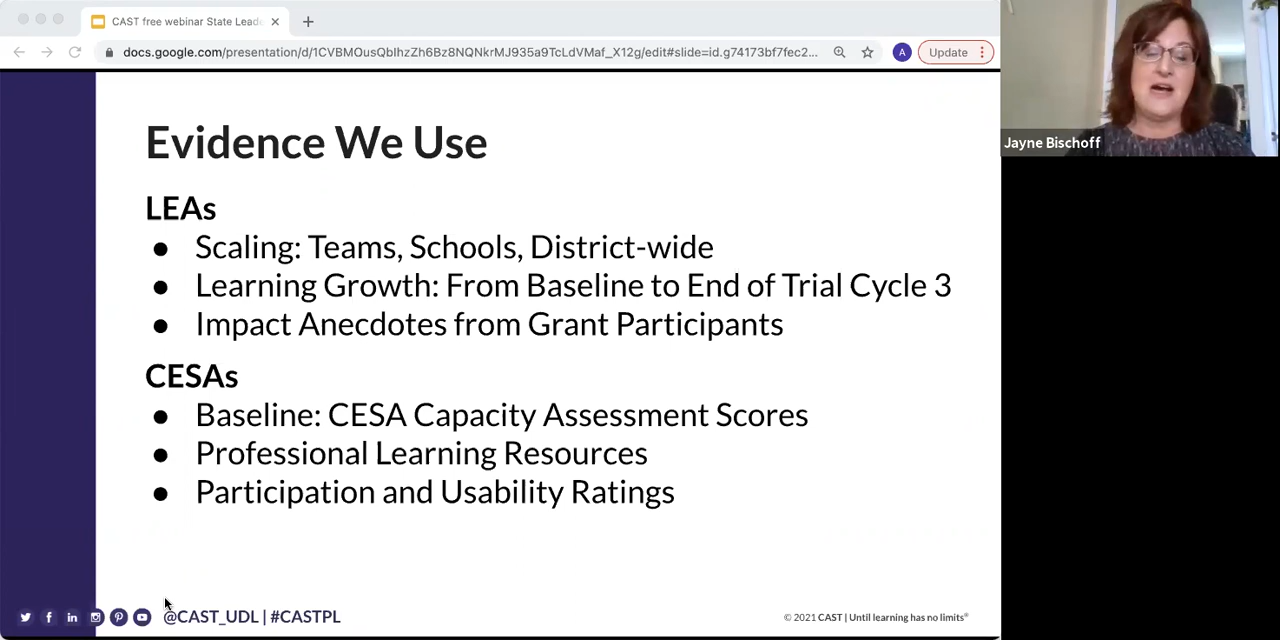 CAST free webinar State Lead
docs.google.com/presentation/d/1CVBMOusQbIhzZh6Bz8NQNkrMJ935a9TcLdVMaf_X12g/edit#slide=id.g74173bf7fec2...
A
Update
Jayne Bischoff
Evidence We Use
LEAs
● Scaling: Teams, Schools, District-wide
● Learning Growth: From Baseline to End of Trial Cycle 3
● Impact Anecdotes from Grant Participants
CESAs
● Baseline: CESA Capacity Assessment Scores
● Professional Learning Resources
● Participation and Usability Ratings
@CAST_UDL | #CASTPL
© 2021 CAST | Until learning has no limits®